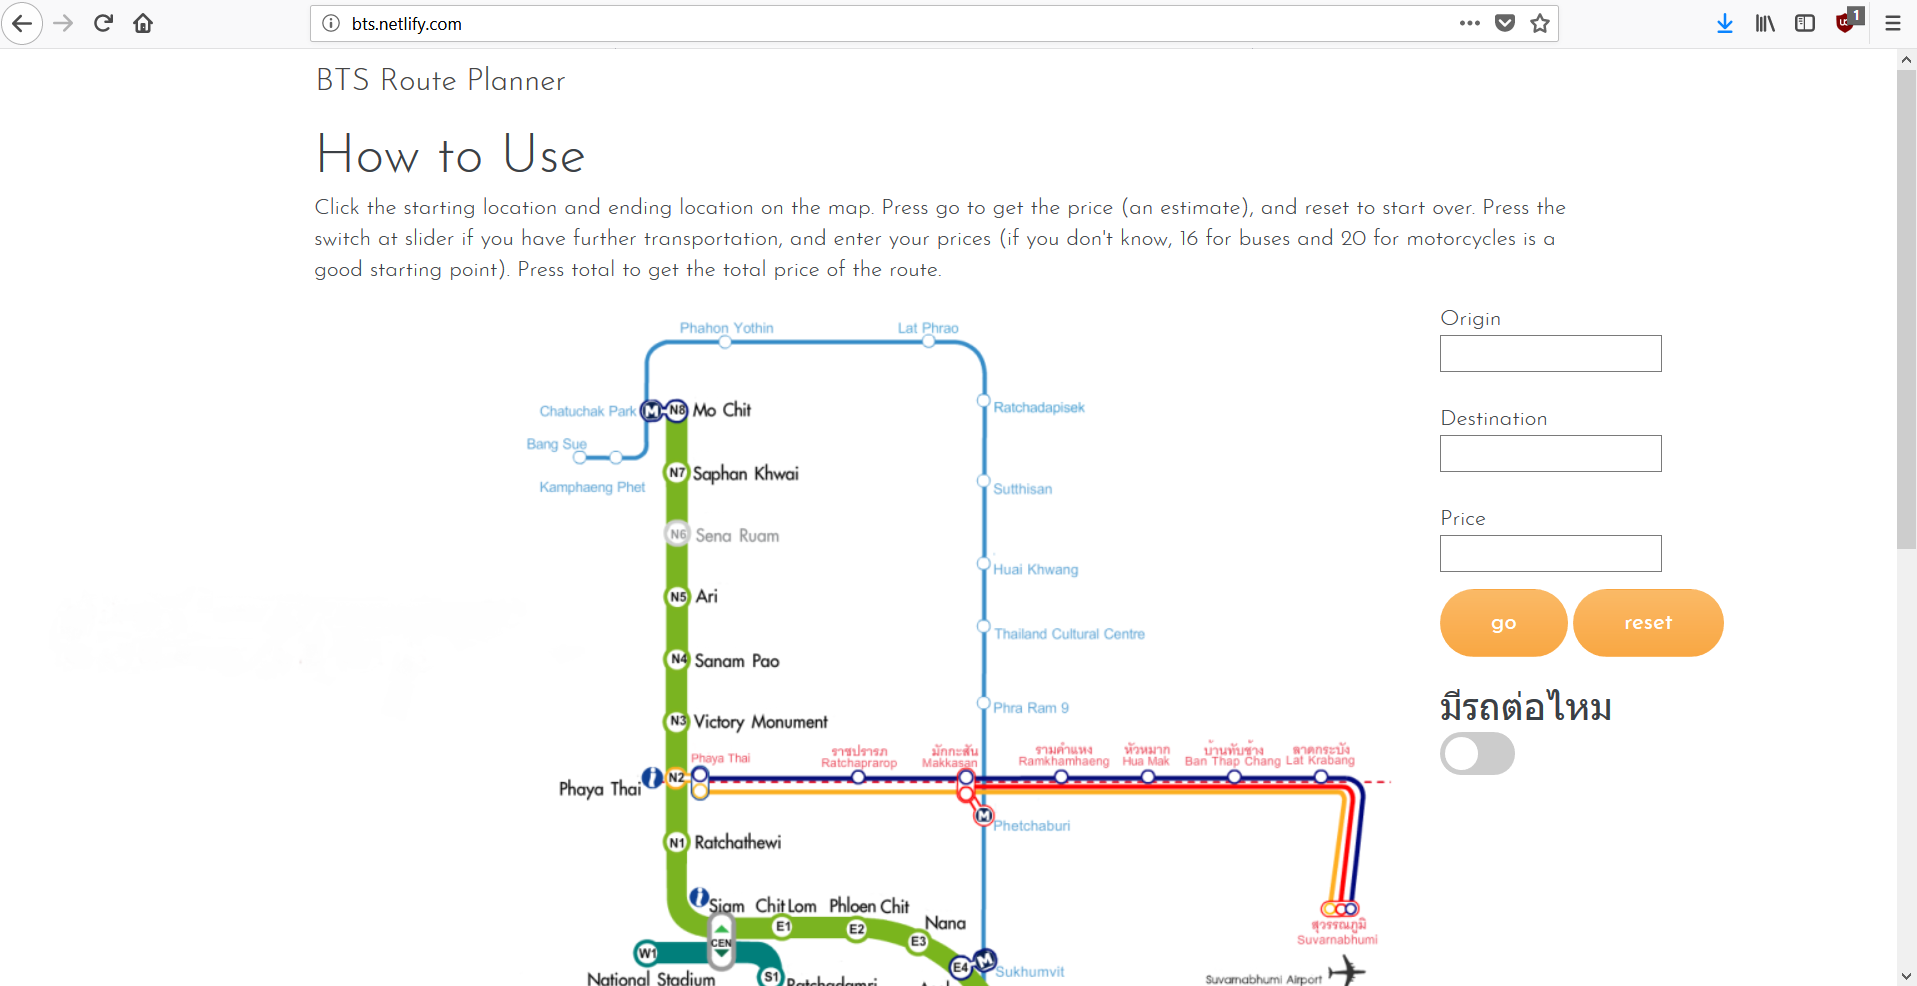 bts.netlify.com
1
BTS Route Planner
How to Use
Click the starting location and ending location on the map. Press go to get the price (an estimate), and reset to start over. Press the
switch at slider if you have further transportation, and enter your prices (if you don't know, 16 for buses and 20 for motorcycles is a
good starting point). Press total to get the total price of the route.
Origin
Destination
Price
go reset
มีรถต่อไหม
Phahon Yothin Lat Phrao
Chatuchak Park M N8 Mo Chit
Ratchadapisek
Bang Sue
N7 Saphan Khwai
Kamphaeng Phet
Sutthisan
N6 Sena Ruam
Huai Khwang
N5 Ari
Thailand Cultural Centre
N4 Sanam Pao
Phra Ram 9
N3 Victory Monument
ราชปรารภ มักกะสัน รามคำแหง หัวหมาก บ้านทับช้าง ลาดกระบัง
Phaya Thai Ratchaprarop Makkasan Ramkhamhaeng Hua Mak Ban Thap Chang Lat Krabang
Phaya Thai i N2
M Phetchaburi
N1 Ratchathewi
i Siam Chit Lom Phloen Chit
Nana
E1 E2 E3
สุวรรณภูมิ
Suvarnabhumi
W1 CEN E4 M Sukhumvit
National Stadium S1 Ratchadamri
Suvarnabhumi Airport